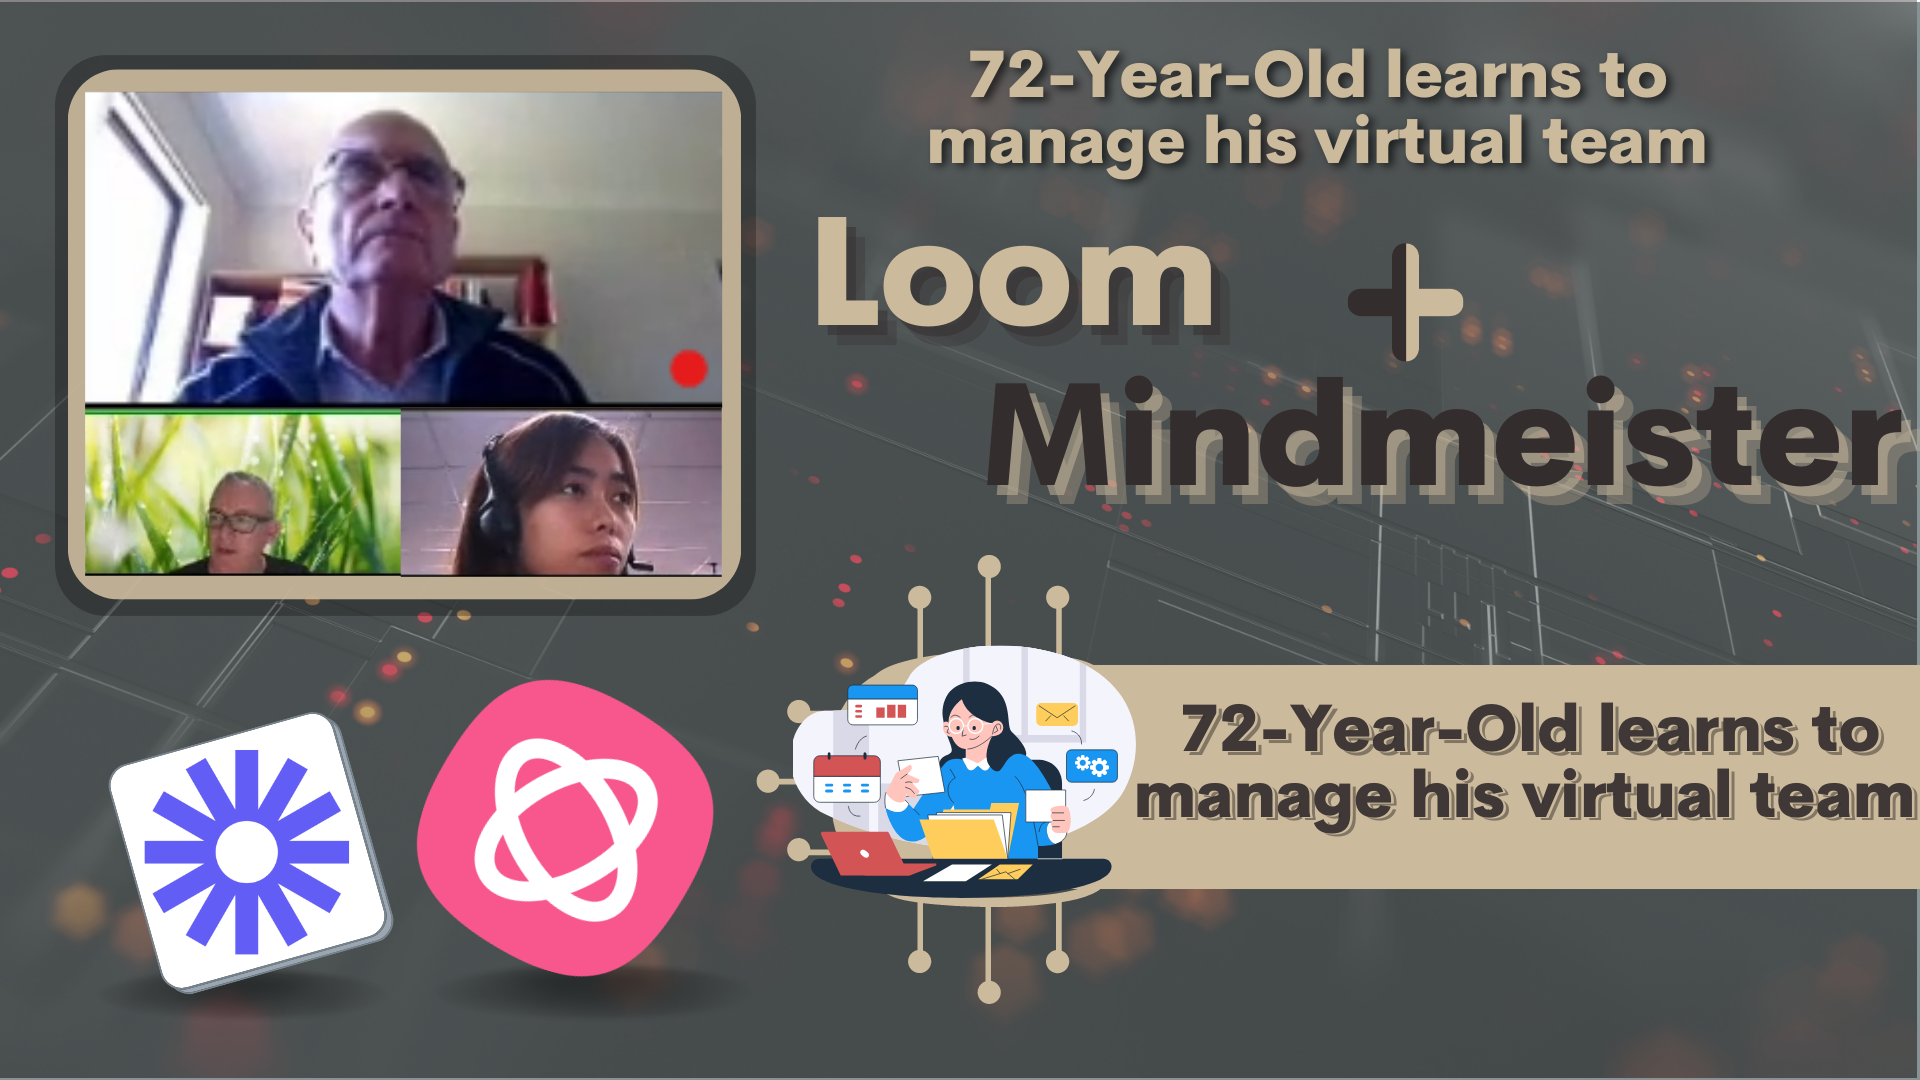 72-Year-Old learns to
manage his virtual team
Loom +
Mindmeister
72-Year-Old learns to
manage his virtual team